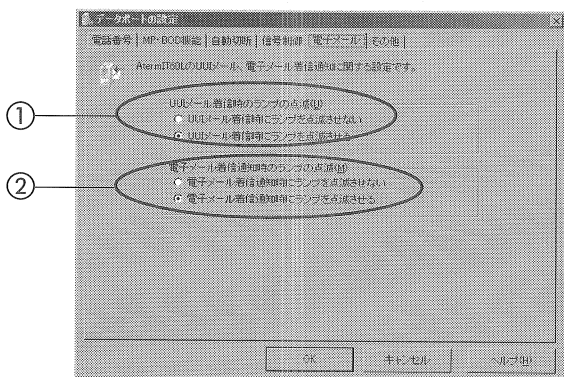 データポートの設定
電話番号 MP・BOD機能 自動切断 信号制御 電子メール その他
AtermIT60LのUUIメール、電子メール着信通知に関する設定です。
① UUIメール着信時のランプの点滅(U)
UUIメール着信時にランプを点滅させない
UUIメール着信時にランプを点滅させる
② 電子メール着信通知時のランプの点滅(M)
電子メール着信通知時にランプを点滅させない
電子メール着信通知時にランプを点滅させる
OK キャンセル ヘルプ(H)